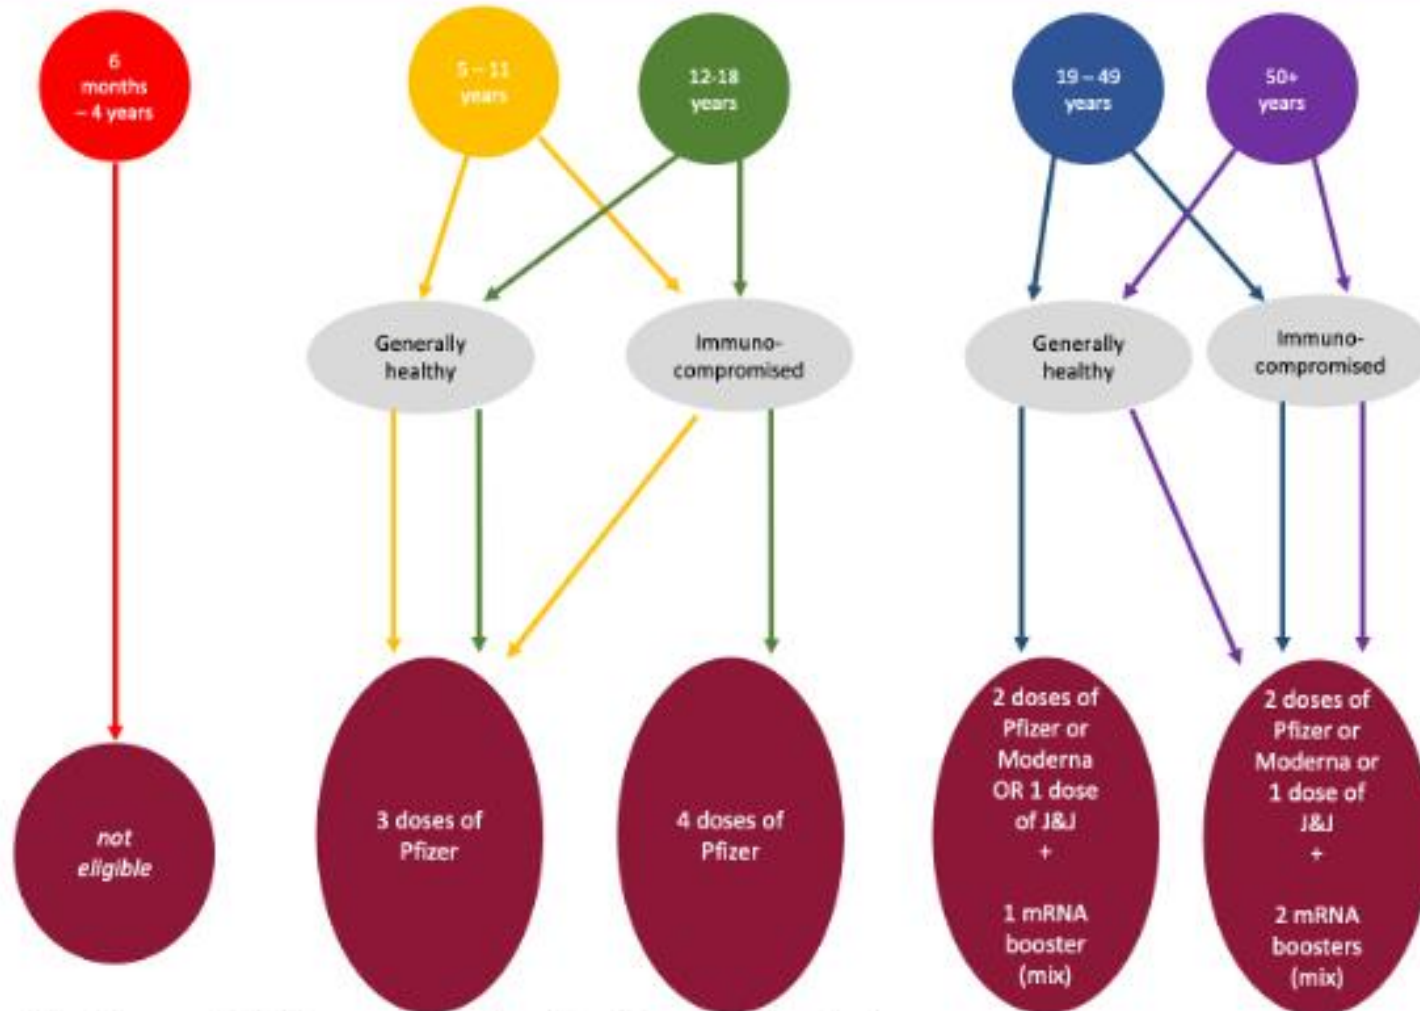 6
months
– 4 years
5 – 11
years
12-18
years
19 – 49
years
50+
years
Generally
healthy
Immuno-
compromised
Generally
healthy
Immuno-
compromised
not
eligible
3 doses of
Pfizer
4 doses of
Pfizer
2 doses of
Pfizer or
Moderna
OR 1 dose
of J&J
+
1 mRNA
booster
(mix)
2 doses of
Pfizer or
Moderna or
1 dose of
J&J
+
2 mRNA
boosters
(mix)